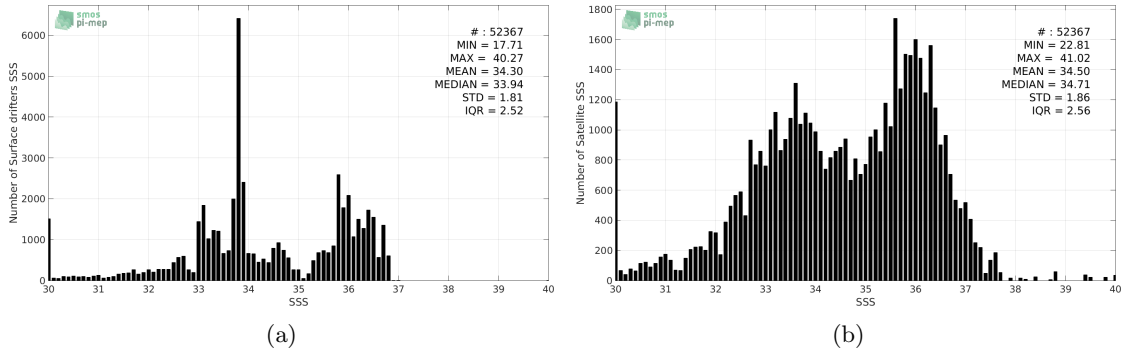 smos
pi-mep
# : 52367
MIN = 17.71
MAX = 40.27
MEAN = 34.30
MEDIAN = 33.94
STD = 1.81
IQR = 2.52
Number of Surface drifters SSS
6000
5000
4000
3000
2000
1000
0
30 31 32 33 34 35 36 37 38 39 40
SSS
(a)
smos
pi-mep
# : 52367
MIN = 22.81
MAX = 41.02
MEAN = 34.50
MEDIAN = 34.71
STD = 1.86
IQR = 2.56
Number of Satellite SSS
1800
1600
1400
1200
1000
800
600
400
200
0
30 31 32 33 34 35 36 37 38 39 40
SSS
(b)